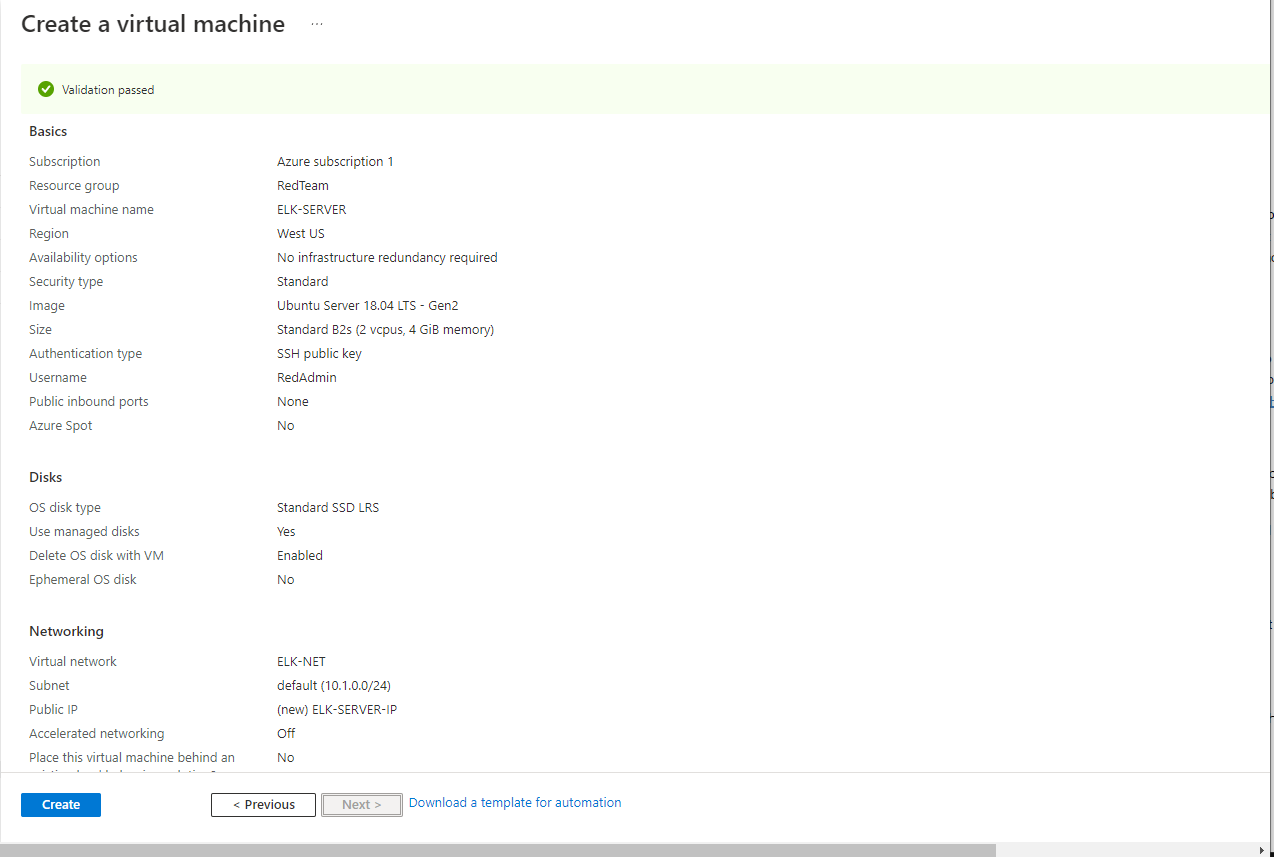 Create a virtual machine ...
Validation passed
Basics
Subscription Azure subscription 1
Resource group RedTeam
Virtual machine name ELK-SERVER
Region West US
Availability options No infrastructure redundancy required
Security type Standard
Image Ubuntu Server 18.04 LTS - Gen2
Size Standard B2s (2 vcpus, 4 GiB memory)
Authentication type SSH public key
Username RedAdmin
Public inbound ports None
Azure Spot No
Disks
OS disk type Standard SSD LRS
Use managed disks Yes
Delete OS disk with VM Enabled
Ephemeral OS disk No
Networking
Virtual network ELK-NET
Subnet default (10.1.0.0/24)
Public IP (new) ELK-SERVER-IP
Accelerated networking Off
Place this virtual machine behind an No
Create < Previous Next > Download a template for automation